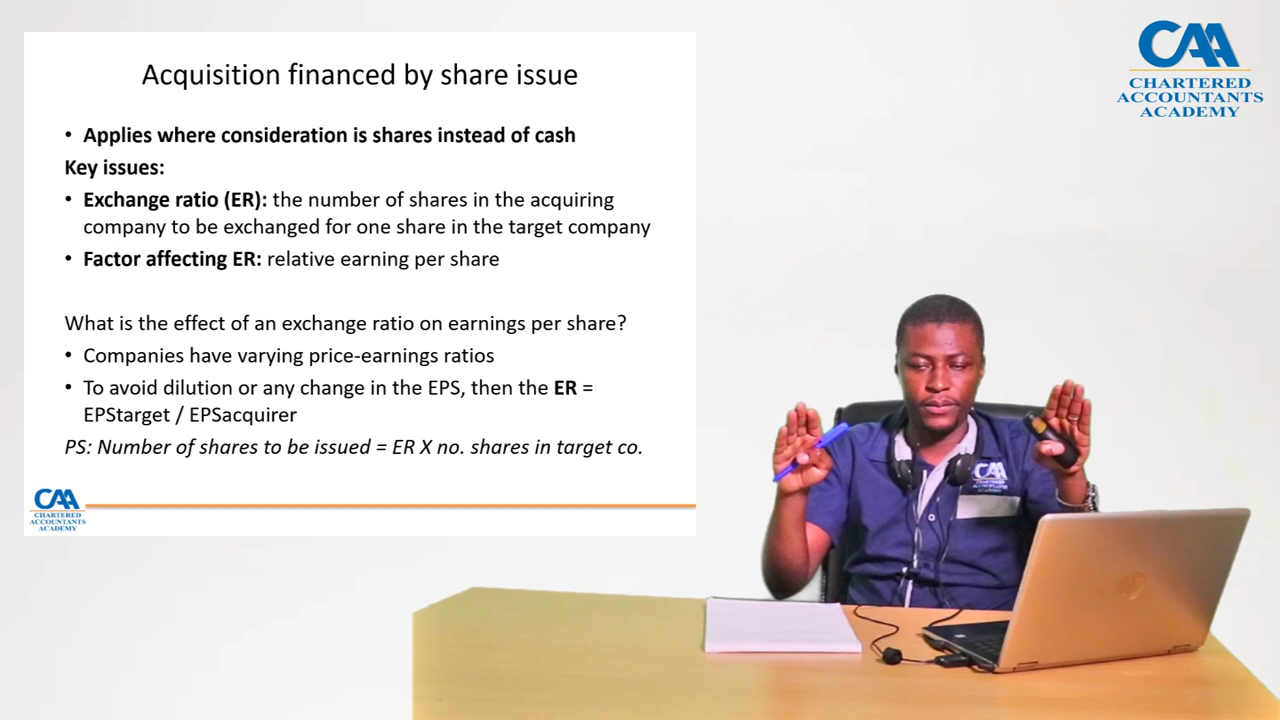 Acquisition financed by share issue
• Applies where consideration is shares instead of cash
Key issues:
• Exchange ratio (ER): the number of shares in the acquiring
company to be exchanged for one share in the target company
• Factor affecting ER: relative earning per share
What is the effect of an exchange ratio on earnings per share?
• Companies have varying price-earnings ratios
• To avoid dilution or any change in the EPS, then the ER =
EPStarget / EPSacquirer
PS: Number of shares to be issued = ER X no. shares in target co.
CAA
CHARTERED
ACCOUNTANTS
ACADEMY
CAA
CHARTERED
ACCOUNTANTS
ACADEMY
CAA